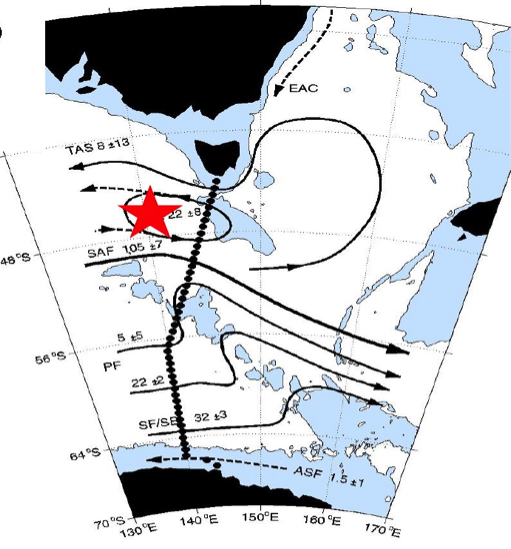 EAC
TAS 8 ±13
22 ±8
SAF 105 ±7
48°S
5 ±5
56°S
PF
22 ±2
SF/SB 32 ±3
64°S
ASF 1.5 ±1
70°S
130°E 140°E 150°E 160°E 170°E